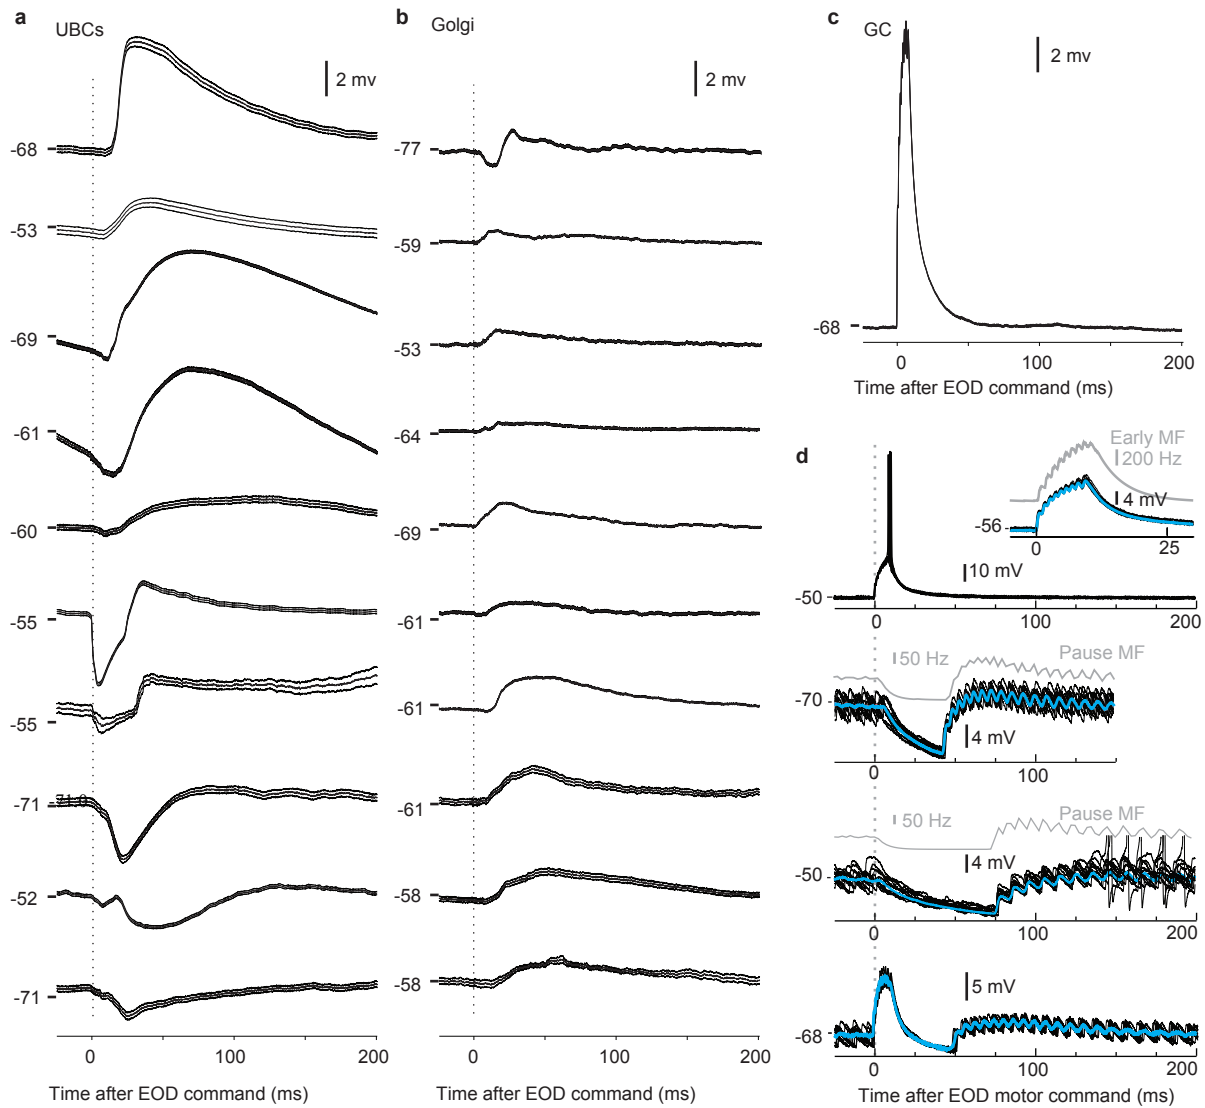 a
UBCs
2 mv
-68
-53
-69
-61
-60
-55
-55
-71
-52
-71
0 100 200
Time after EOD command (ms)
b
Golgi
2 mv
-77
-59
-53
-64
-69
-61
-61
-61
-58
-58
0 100 200
Time after EOD command (ms)
c
GC
2 mv
-68
0 100 200
Time after EOD command (ms)
d
Early MF
200 Hz
4 mV
-56
0 25
10 mV
-50
0 100 200
50 Hz
Pause MF
-70
4 mV
0 100
50 Hz
Pause MF
4 mV
-50
0 100 200
5 mV
-68
0 100 200
Time after EOD motor command (ms)